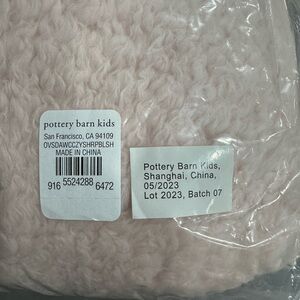 pottery barn kids
San Francisco, CA 94109
OVSDAWCCZYSHRPBLSH
MADE IN CHINA
916 5524288 6472
Pottery Barn Kids,
Shanghai, China,
05/2023
Lot 2023, Batch 07